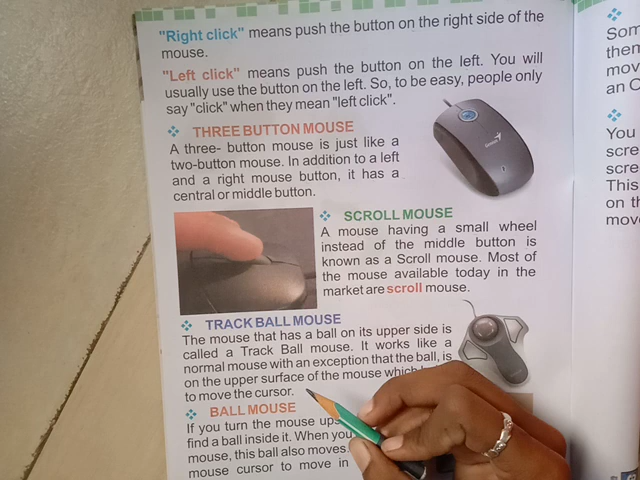 "Right click" means push the button on the right side of the
mouse.
"Left click" means push the button on the left. You will
usually use the button on the left. So, to be easy, people only
say "click" when they mean "left click".
THREE BUTTON MOUSE
A three- button mouse is just like a
two-button mouse. In addition to a left
and a right mouse button, it has a
central or middle button.
SCROLL MOUSE
A mouse having a small wheel
instead of the middle button is
known as a Scroll mouse. Most of
the mouse available today in the
market are scroll mouse.
TRACK BALL MOUSE
The mouse that has a ball on its upper side is
called a Track Ball mouse. It works like a
normal mouse with an exception that the ball, is
on the upper surface of the mouse which
to move the cursor.
BALL MOUSE
If you turn the mouse
find a ball inside it. When you
mouse, this ball also moves.
mouse cursor to move in
Som
them
mov
an
You
scre
scre
This
on
mov